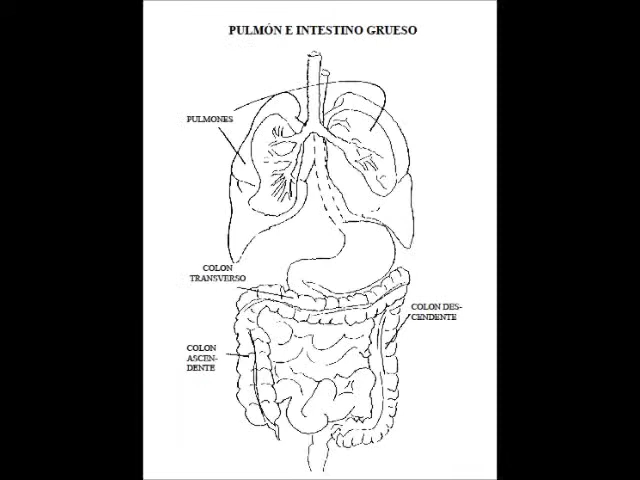 PULMÓN E INTESTINO GRUESO
PULMONES
COLON
TRANSVERSO
COLON DES-
CENDENTE
COLON
ASCEN-
DENTE